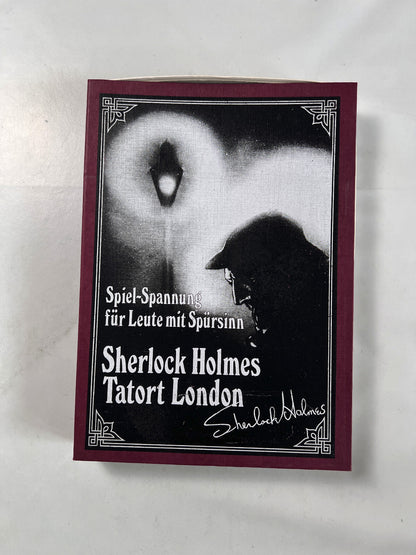 Spiel-Spannung
für Leute mit Spürsinn
Sherlock Holmes
Tatort London
Sherlock Holmes